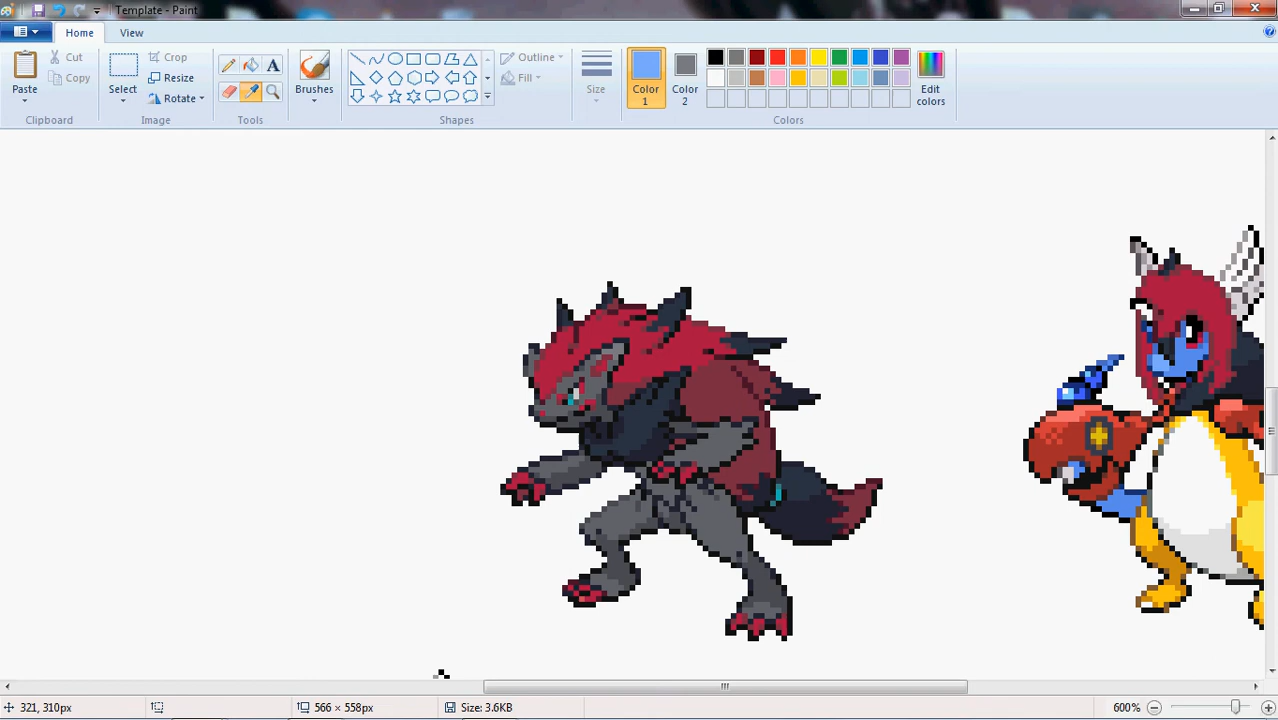 Template - Paint
Home View
Paste
Cut
Copy
Clipboard
Select
Crop
Resize
Rotate
Image
A
Tools
Brushes
Outline
Fill
Shapes
Size
Color 1
Color 2
Edit colors
Colors
321, 310px
566 × 558px
Size: 3.6KB
600%